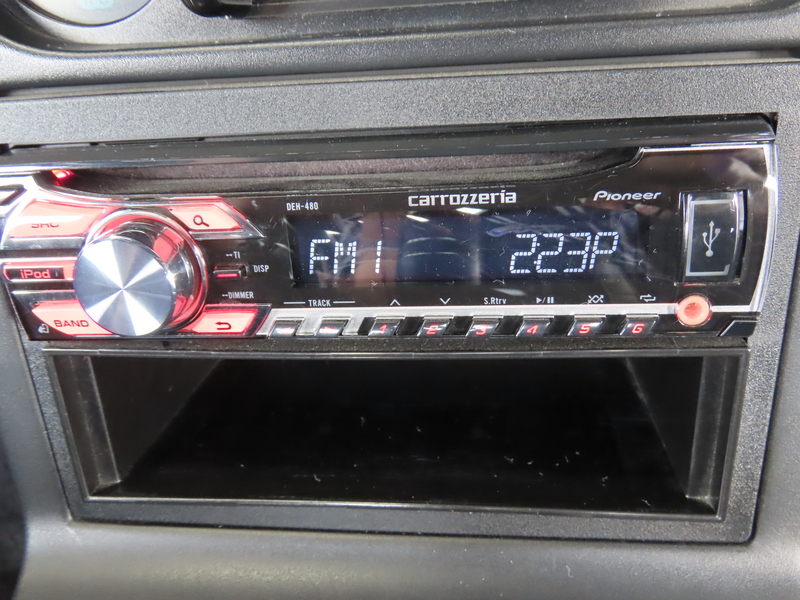 carrozzeria
Pioneer
DEH-480
SRC
iPod
BAND
TI
DISP
DIMMER
FM1
223P
TRACK
S.Rtrv
1 2 3 4 5 6